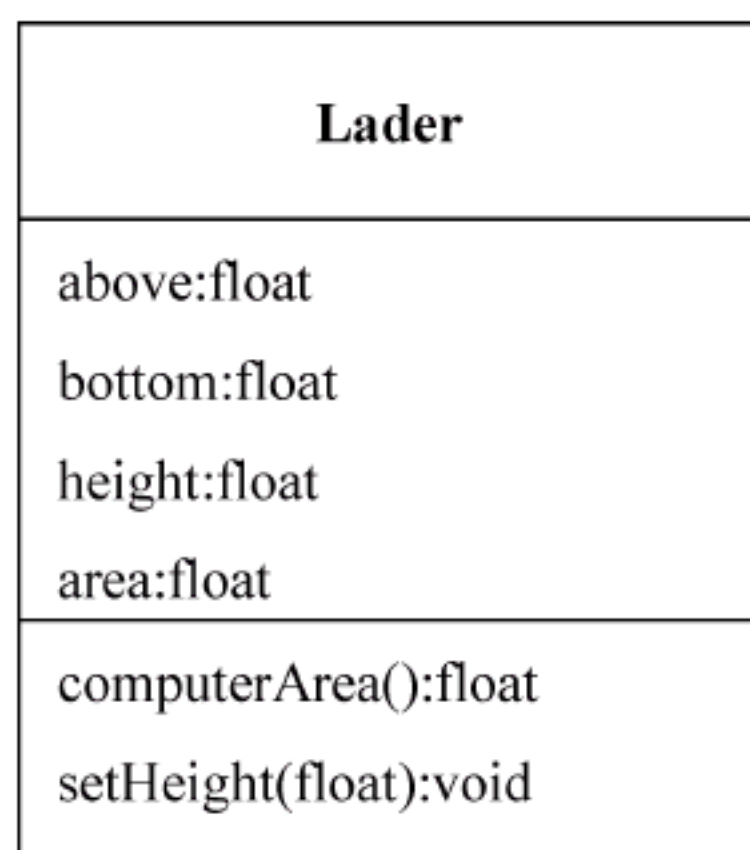 Lader
above:float
bottom:float
height:float
area:float
computerArea():float
setHeight(float):void